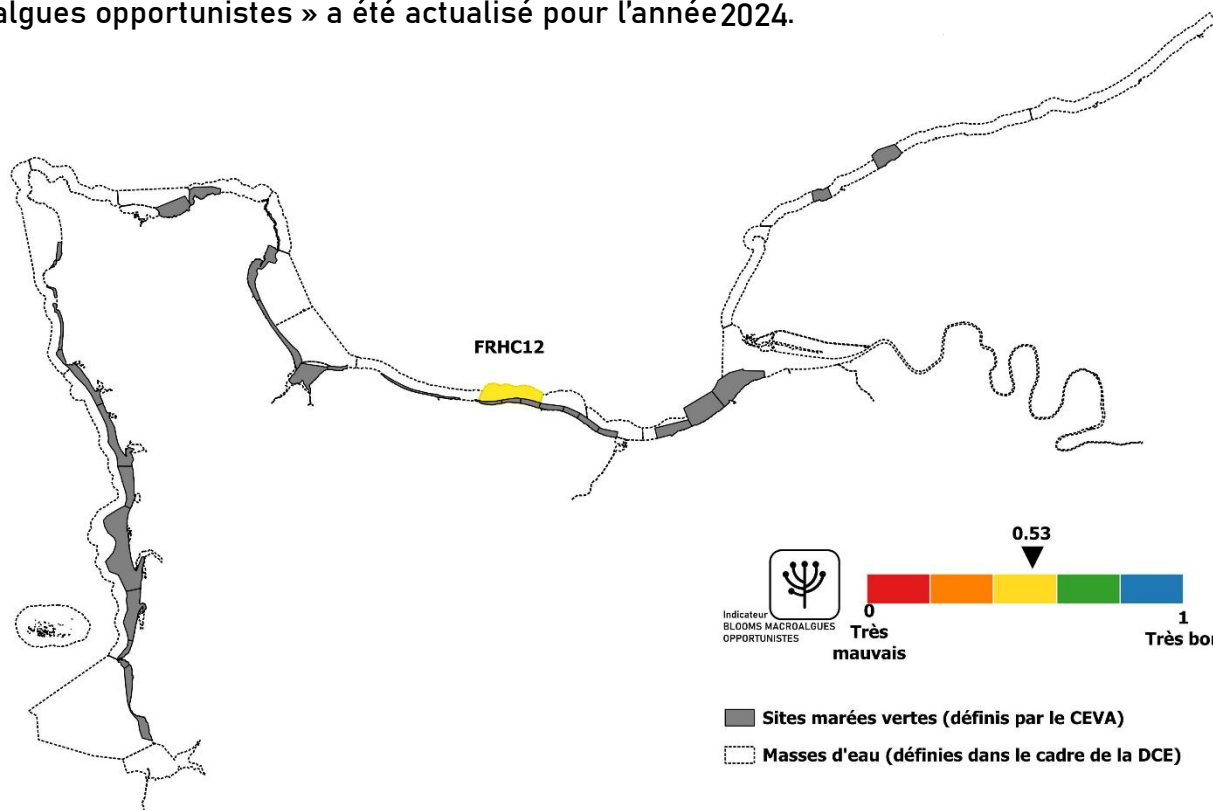 algues opportunistes » a été actualisé pour l'année 2024.
FRHC12
0.53
Indicateur
BLOOMS MACROALGUES
OPPORTUNISTES
0
1
Très
mauvais
Très bon
Sites marées vertes (définis par le CEVA)
Masses d'eau (définies dans le cadre de la DCE)